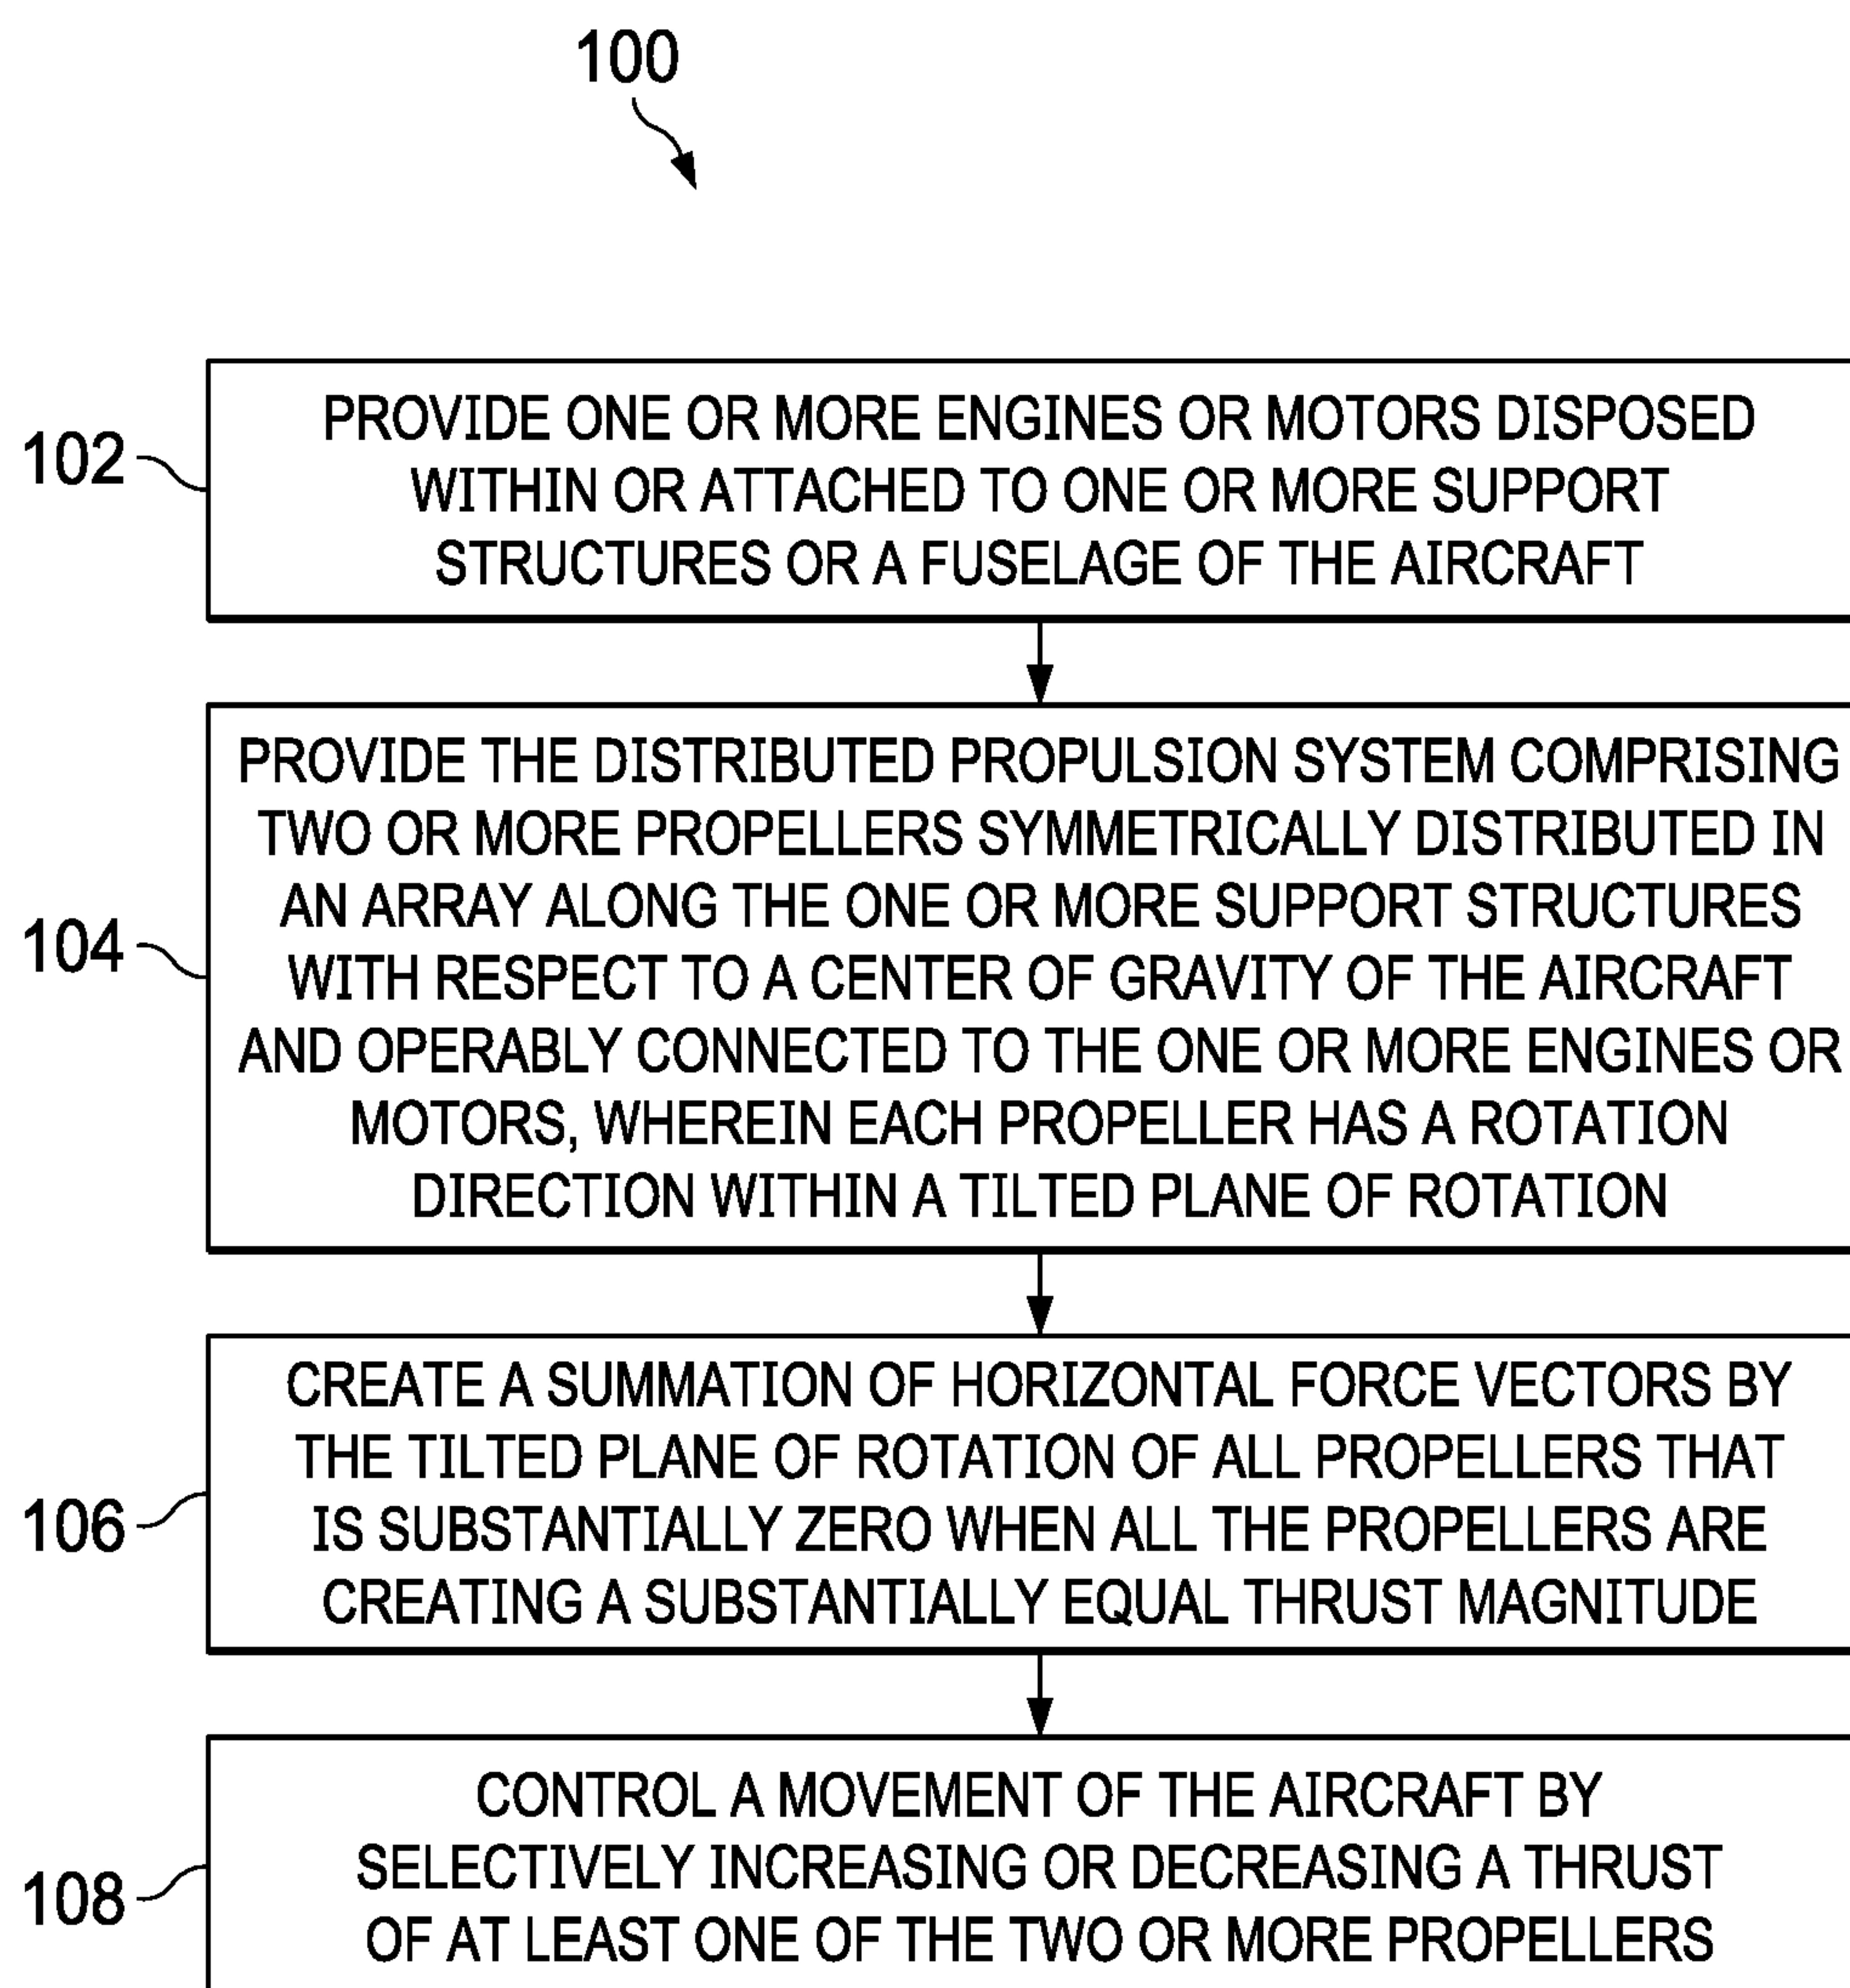 100
102
PROVIDE ONE OR MORE ENGINES OR MOTORS DISPOSED
WITHIN OR ATTACHED TO ONE OR MORE SUPPORT
STRUCTURES OR A FUSELAGE OF THE AIRCRAFT
104
PROVIDE THE DISTRIBUTED PROPULSION SYSTEM COMPRISING
TWO OR MORE PROPELLERS SYMMETRICALLY DISTRIBUTED IN
AN ARRAY ALONG THE ONE OR MORE SUPPORT STRUCTURES
WITH RESPECT TO A CENTER OF GRAVITY OF THE AIRCRAFT
AND OPERABLY CONNECTED TO THE ONE OR MORE ENGINES OR
MOTORS, WHEREIN EACH PROPELLER HAS A ROTATION
DIRECTION WITHIN A TILTED PLANE OF ROTATION
106
CREATE A SUMMATION OF HORIZONTAL FORCE VECTORS BY
THE TILTED PLANE OF ROTATION OF ALL PROPELLERS THAT
IS SUBSTANTIALLY ZERO WHEN ALL THE PROPELLERS ARE
CREATING A SUBSTANTIALLY EQUAL THRUST MAGNITUDE
108
CONTROL A MOVEMENT OF THE AIRCRAFT BY
SELECTIVELY INCREASING OR DECREASING A THRUST
OF AT LEAST ONE OF THE TWO OR MORE PROPELLERS